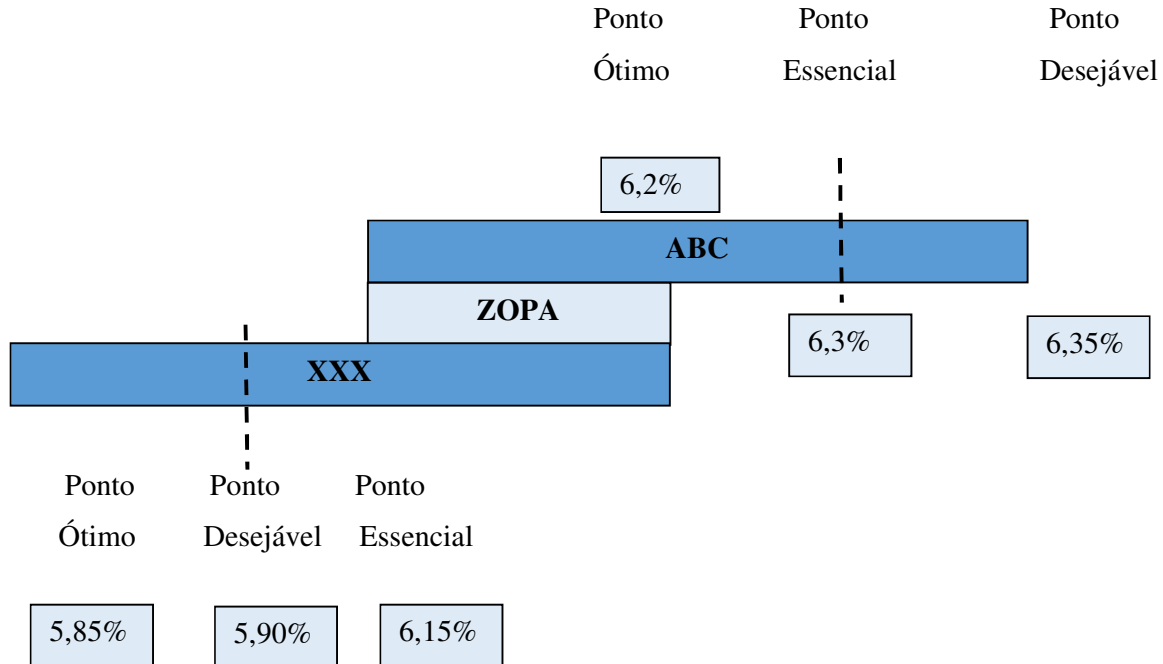 Ponto Ponto Ponto
Ótimo Essencial Desejável
6,2%
ABC
ZOPA
6,3% 6,35%
XXX
Ponto Ponto Ponto
Ótimo Desejável Essencial
5,85% 5,90% 6,15%